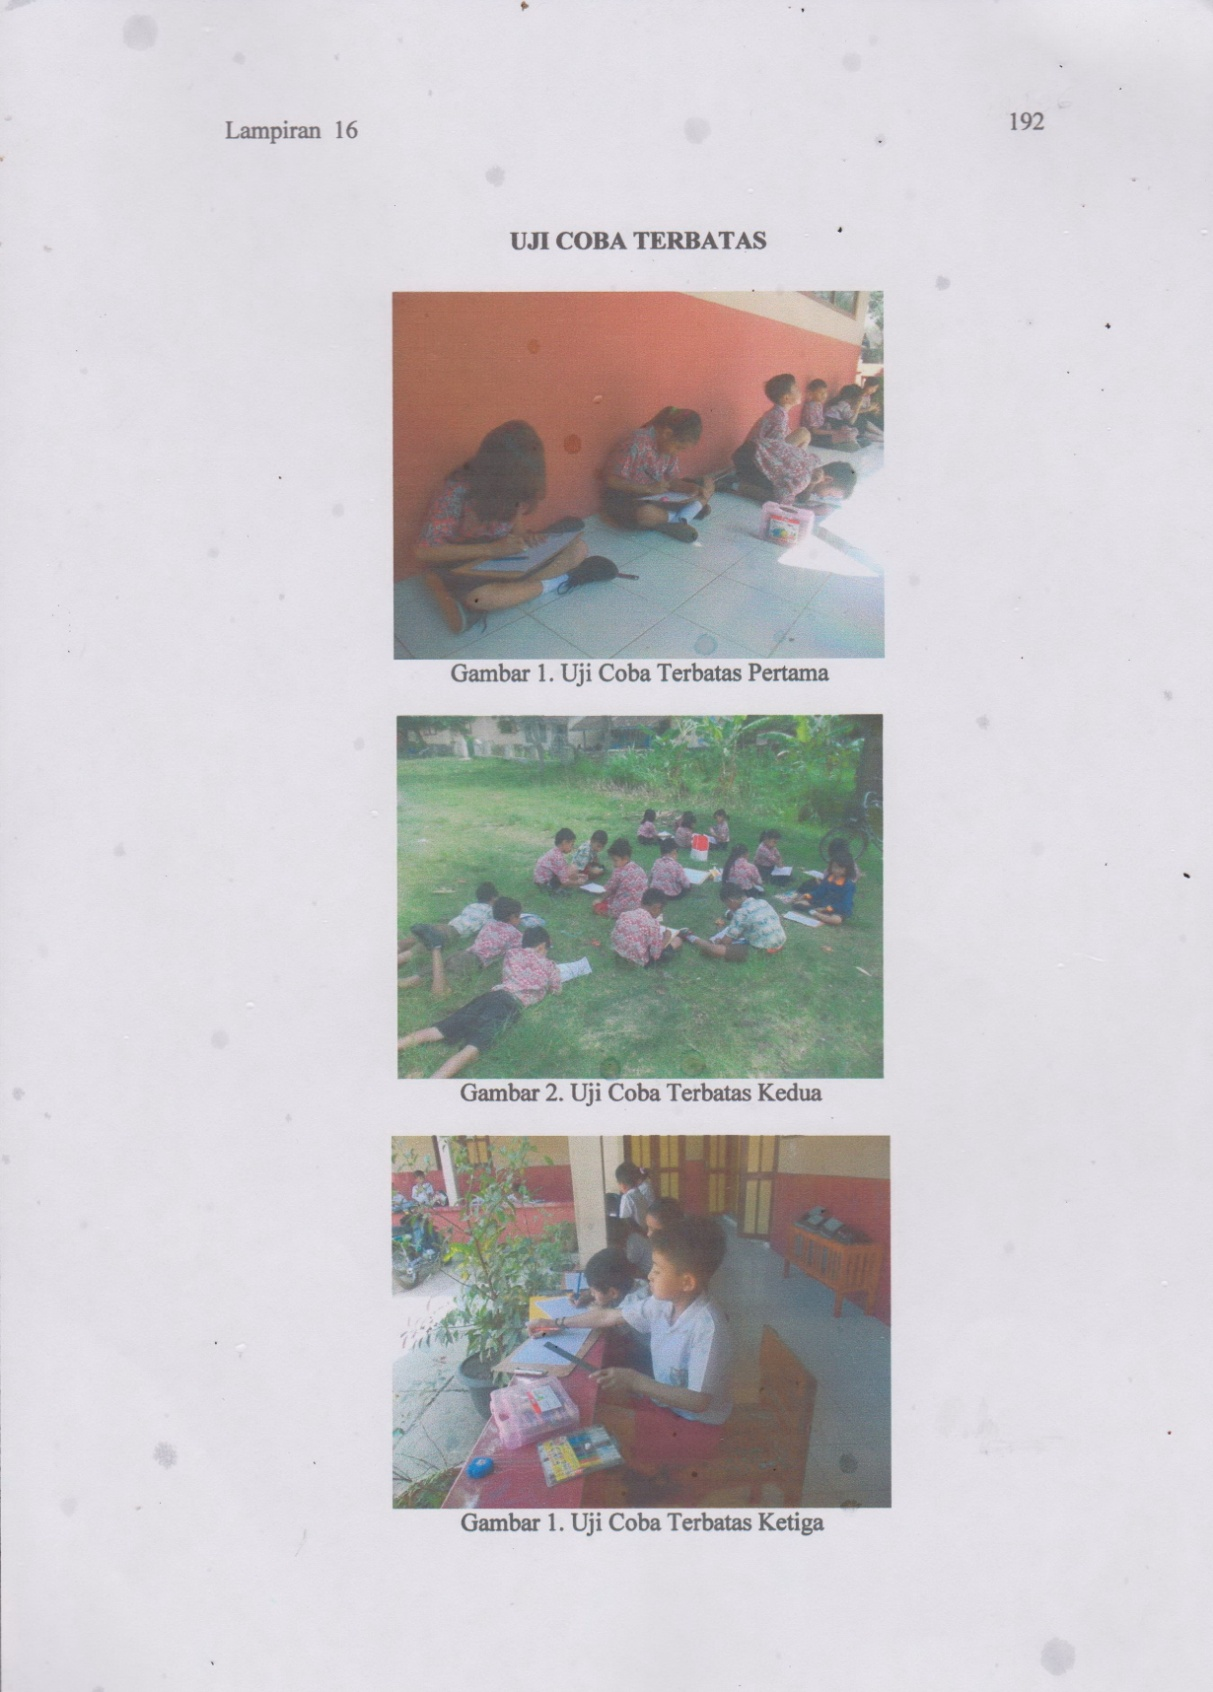 Lampiran 16
192
UJI COBA TERBATAS
Gambar 1. Uji Coba Terbatas Pertama
Gambar 2. Uji Coba Terbatas Kedua
Gambar 1. Uji Coba Terbatas Ketiga